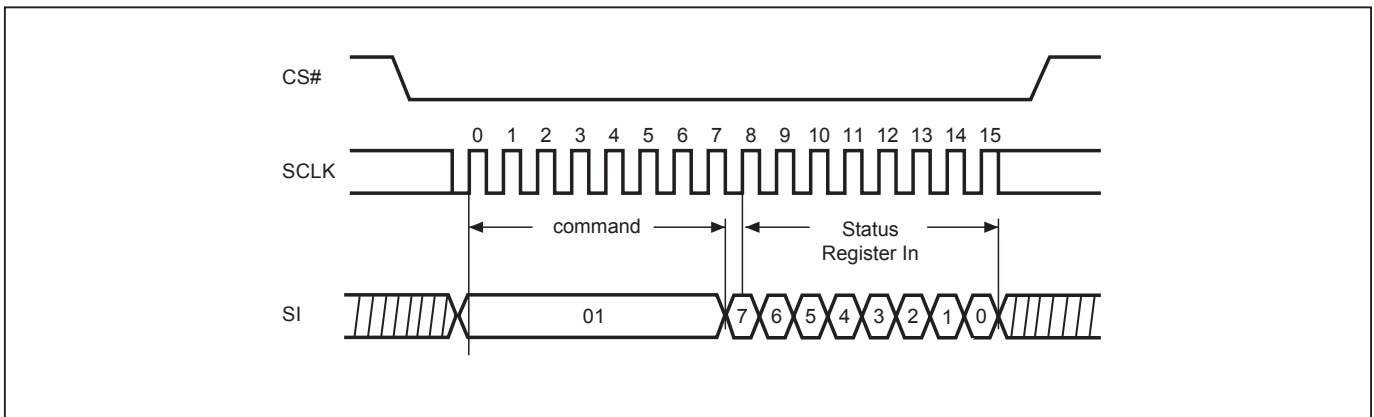 CS#
0 1 2 3 4 5 6 7 8 9 10 11 12 13 14 15
SCLK
command
Status
Register In
SI
01
7 6 5 4 3 2 1 0